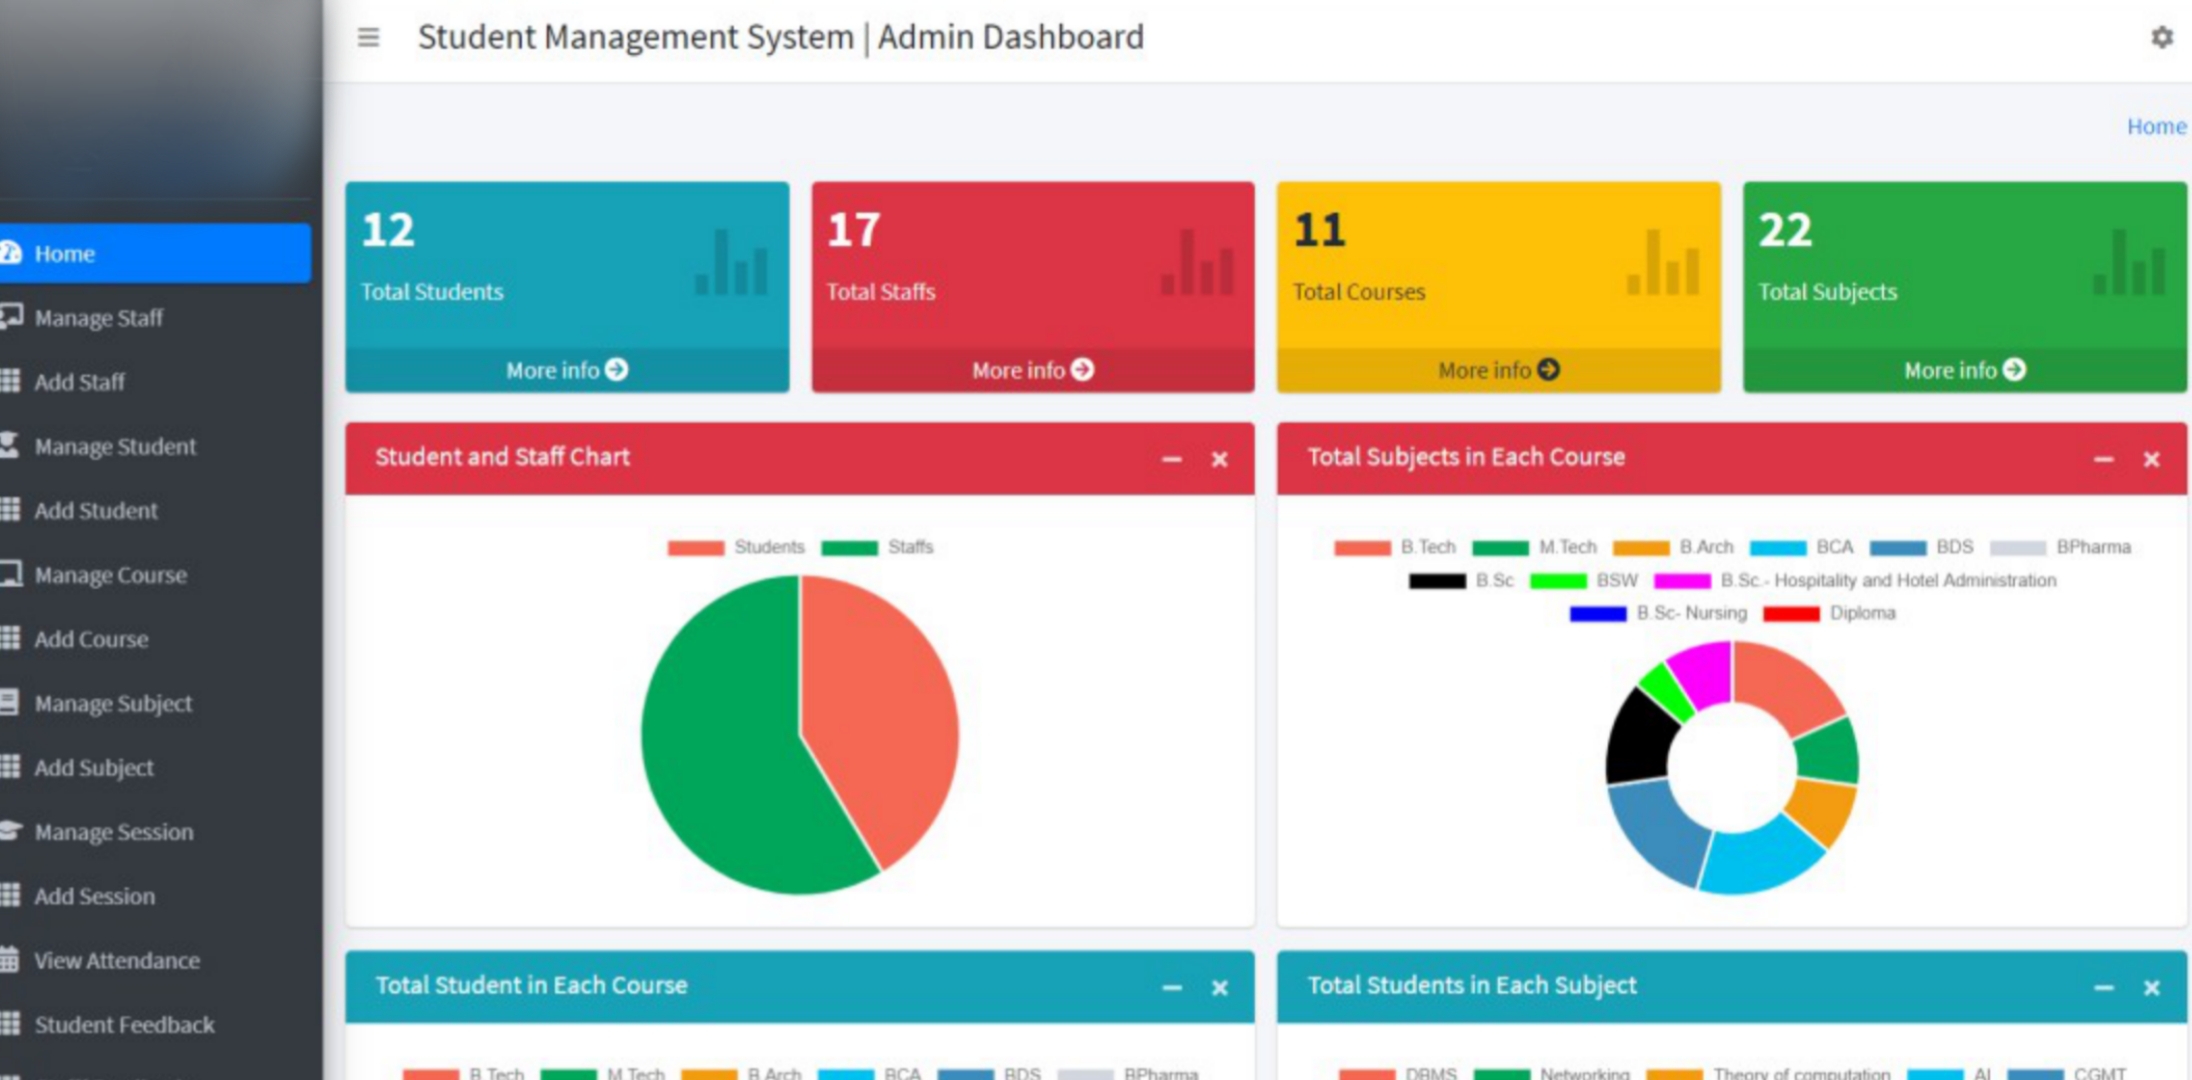 Student Management System | Admin Dashboard
Home
Home
Manage Staff
Add Staff
Manage Student
Add Student
Manage Course
Add Course
Manage Subject
Add Subject
Manage Session
Add Session
View Attendance
Student Feedback
12
Total Students
More info
17
Total Staffs
More info
11
Total Courses
More info
22
Total Subjects
More info
Student and Staff Chart
Students Staffs
Total Subjects in Each Course
B.Tech M.Tech B.Arch BCA BDS BPharma
B.Sc BSW B.Sc.- Hospitality and Hotel Administration
B.Sc- Nursing Diploma
Total Student in Each Course
B.Tech M.Tech B.Arch BCA BDS BPharma
Total Students in Each Subject
DBMS Networking Theory of computation AI CGMT